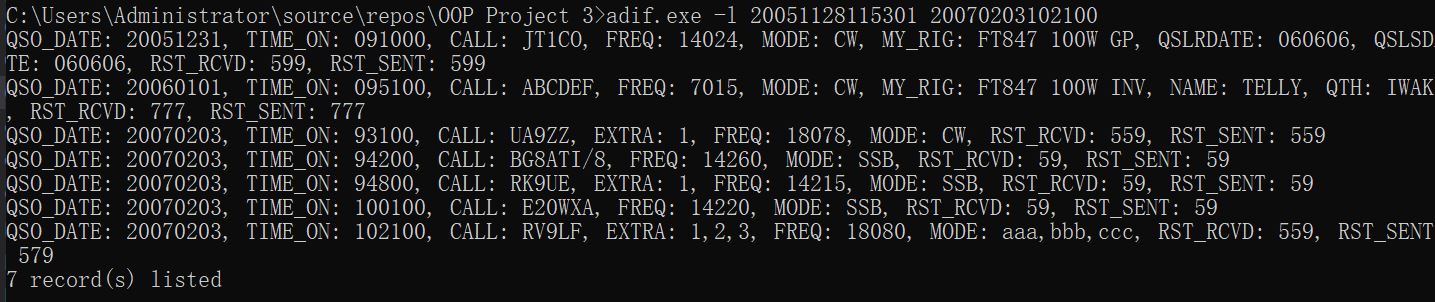 C:\Users\Administrator\source\repos\OOP Project 3>adif.exe -l 20051128115301 20070203102100
QSO_DATE: 20051231, TIME_ON: 091000, CALL: JT1CO, FREQ: 14024, MODE: CW, MY_RIG: FT847 100W GP, QSLRDATE: 060606, QSLSDA
TE: 060606, RST_RCVD: 599, RST_SENT: 599
QSO_DATE: 20060101, TIME_ON: 095100, CALL: ABCDEF, FREQ: 7015, MODE: CW, MY_RIG: FT847 100W INV, NAME: TELLY, QTH: IWAK
, RST_RCVD: 777, RST_SENT: 777
QSO_DATE: 20070203, TIME_ON: 93100, CALL: UA9ZZ, EXTRA: 1, FREQ: 18078, MODE: CW, RST_RCVD: 559, RST_SENT: 559
QSO_DATE: 20070203, TIME_ON: 94200, CALL: BG8ATI/8, FREQ: 14260, MODE: SSB, RST_RCVD: 59, RST_SENT: 59
QSO_DATE: 20070203, TIME_ON: 94800, CALL: RK9UE, EXTRA: 1, FREQ: 14215, MODE: SSB, RST_RCVD: 59, RST_SENT: 59
QSO_DATE: 20070203, TIME_ON: 100100, CALL: E20WXA, FREQ: 14220, MODE: SSB, RST_RCVD: 59, RST_SENT: 59
QSO_DATE: 20070203, TIME_ON: 102100, CALL: RV9LF, EXTRA: 1,2,3, FREQ: 18080, MODE: aaa,bbb,ccc, RST_RCVD: 559, RST_SENT
579
7 record(s) listed